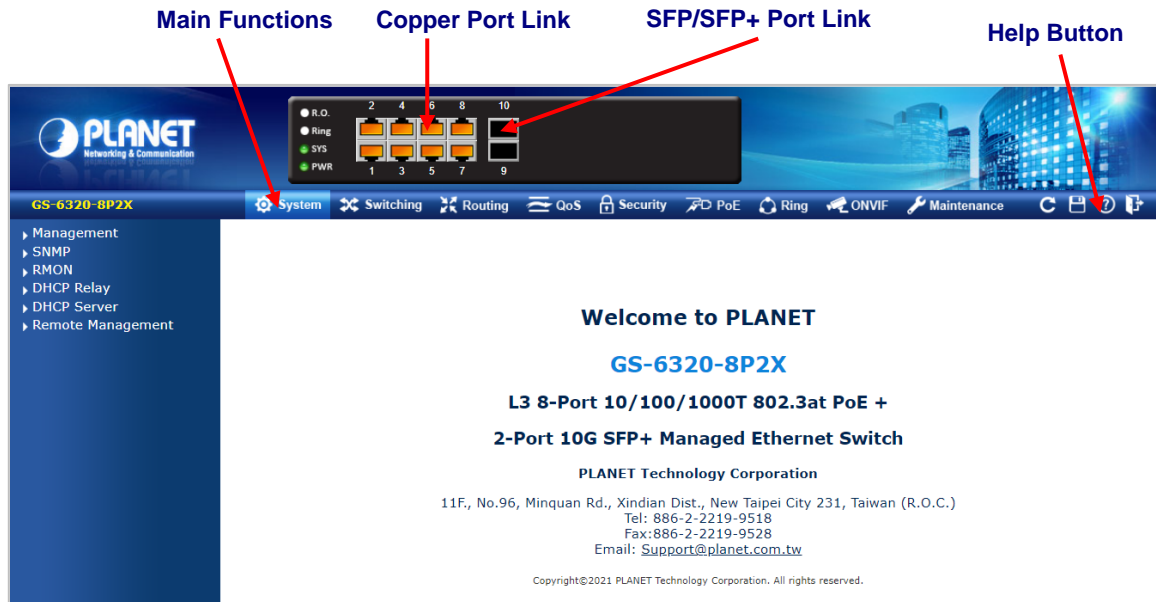 Main Functions
Copper Port Link
SFP/SFP+ Port Link
Help Button
PLANET
Networking & Communication
R.O.
Ring
SYS
PWR
2 4 6 8 10
1 3 5 7 9
GS-6320-8P2X
System Switching Routing QoS Security PoE Ring ONVIF Maintenance
Management
SNMP
RMON
DHCP Relay
DHCP Server
Remote Management
Welcome to PLANET
GS-6320-8P2X
L3 8-Port 10/100/1000T 802.3at PoE +
2-Port 10G SFP+ Managed Ethernet Switch
PLANET Technology Corporation
11F., No.96, Minquan Rd., Xindian Dist., New Taipei City 231, Taiwan (R.O.C.)
Tel: 886-2-2219-9518
Fax:886-2-2219-9528
Email: Support@planet.com.tw
Copyright©2021 PLANET Technology Corporation. All rights reserved.